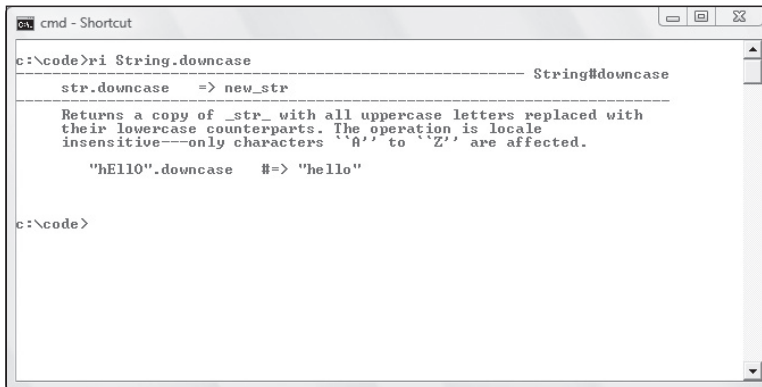 cmd - Shortcut
c:\code>ri String.downcase
------------------------------------------------------------ String#downcase
str.downcase => new_str
------------------------------------------------------------------------
Returns a copy of _str_ with all uppercase letters replaced with
their lowercase counterparts. The operation is locale
insensitive---only characters ``A'' to ``Z'' are affected.
"hEllO".downcase #=> "hello"
c:\code>